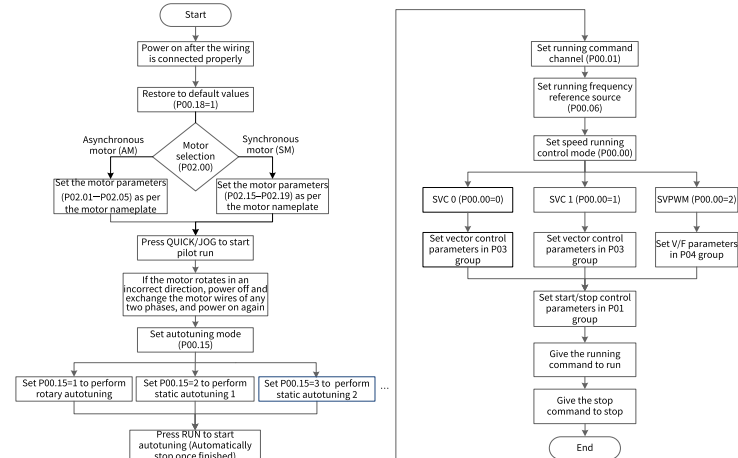 Start
Power on after the wiring
is connected properly
Restore to default values
(P00.18=1)
Asynchronous
motor (AM)
Motor
selection
(P02.00)
Synchronous
motor (SM)
Set the motor parameters
(P02.01—P02.05) as per
the motor nameplate
Set the motor parameters
(P02.15–P02.19) as per
the motor nameplate
Press QUICK/JOG to start
pilot run
If the motor rotates in an
incorrect direction, power off and
exchange the motor wires of any
two phases, and power on again
Set autotuning mode
(P00.15)
Set P00.15=1 to perform
rotary autotuning
Set P00.15=2 to perform
static autotuning 1
Set P00.15=3 to perform
static autotuning 2
...
Press RUN to start
autotuning (Automatically
stop once finished)
Set running command
channel (P00.01)
Set running frequency
reference source
(P00.06)
Set speed running
control mode (P00.00)
SVC 0 (P00.00=0)
SVC 1 (P00.00=1)
SVPWM (P00.00=2)
Set vector control
parameters in P03
group
Set vector control
parameters in P03
group
Set V/F parameters
in P04 group
Set start/stop control
parameters in P01
group
Give the running
command to run
Give the stop
command to stop
End